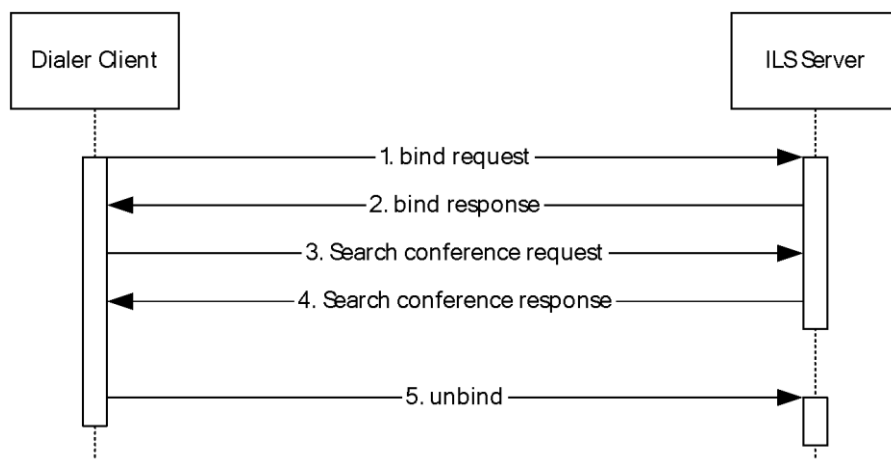 Dialer Client
ILS Server
1. bind request
2. bind response
3. Search conference request
4. Search conference response
5. unbind